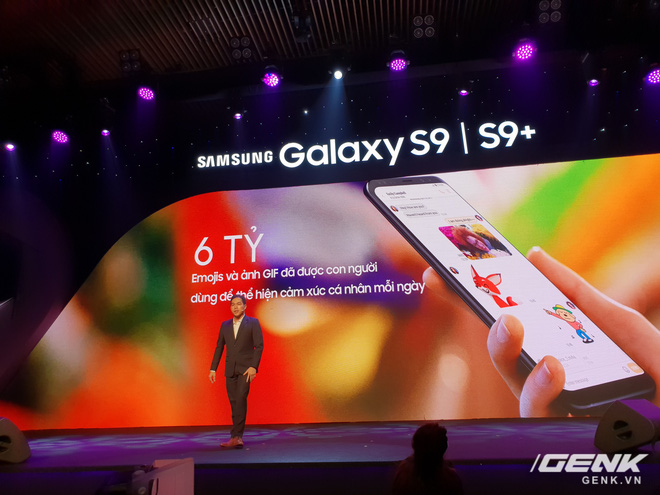 SAMSUNG Galaxy S9 | S9+
6 TỶ
Emojis và ảnh GIF đã được con người
dùng để thể hiện cảm xúc cá nhân mỗi ngày
GENK
GENK.VN